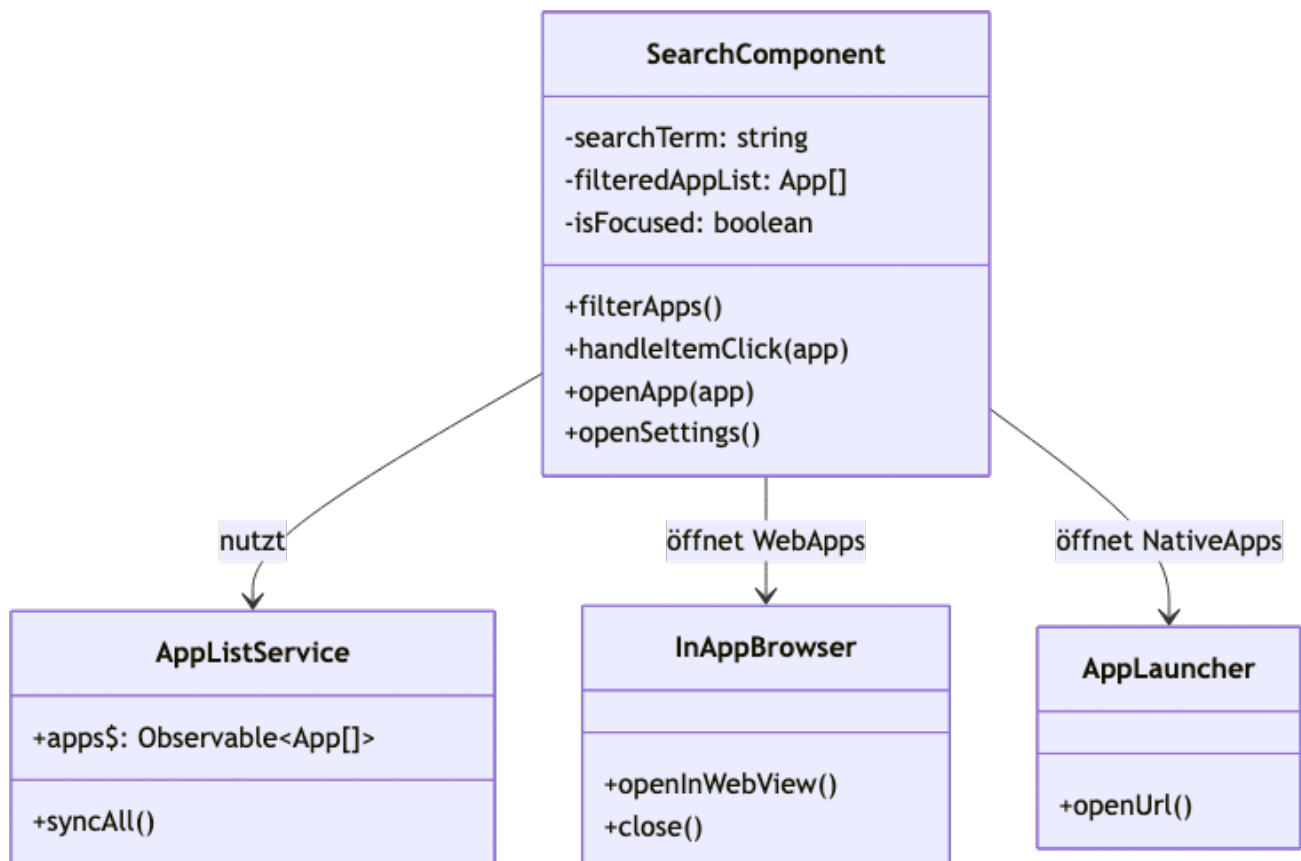 SearchComponent
-searchTerm: string
-filteredAppList: App[]
-isFocused: boolean
+filterApps()
+handleItemClick(app)
+openApp(app)
+openSettings()
nutzt
öffnet WebApps
öffnet NativeApps
AppListService
+apps$: Observable<App[]>
+syncAll()
InAppBrowser
+openInWebView()
+close()
AppLauncher
+openUrl()